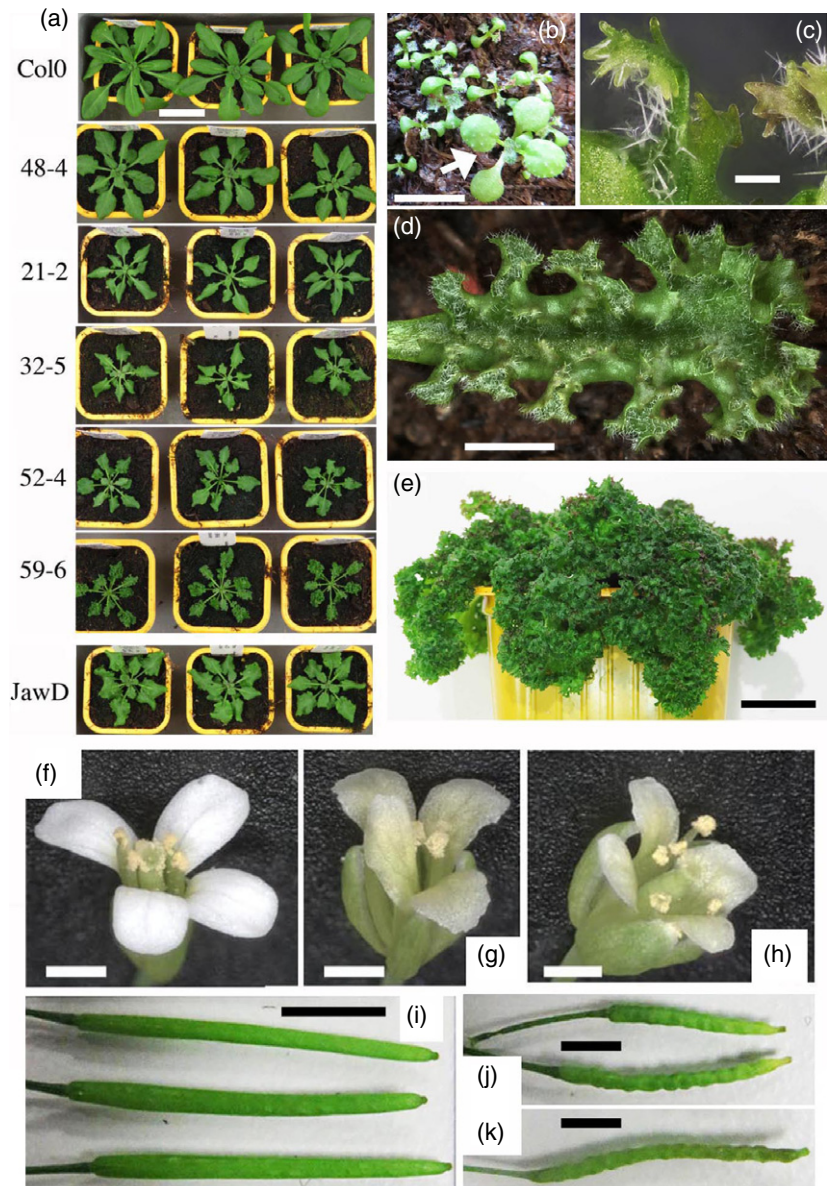 (a)
Col0
48-4
21-2
32-5
52-4
59-6
JawD
(b)
(c)
(d)
(e)
(f)
(g)
(h)
(i)
(j)
(k)